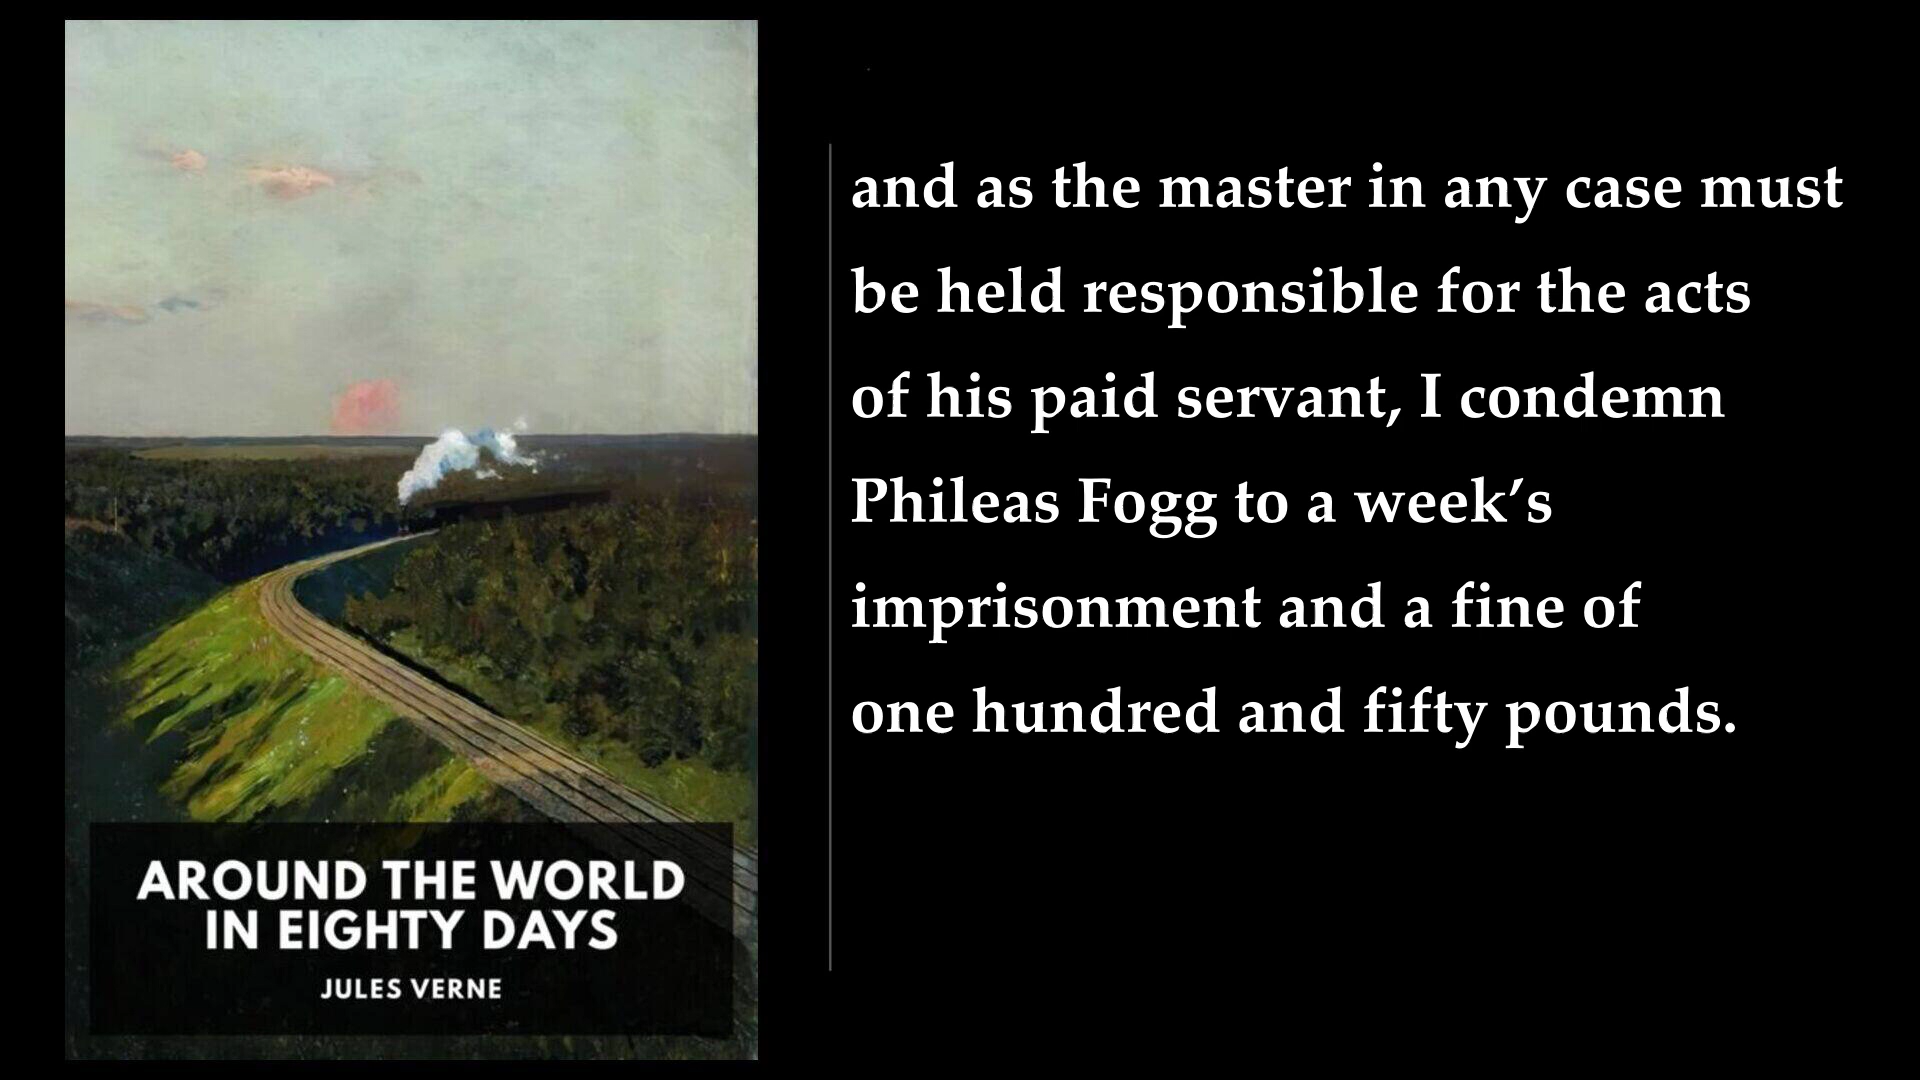 and as the master in any case must
be held responsible for the acts
of his paid servant, I condemn
Phileas Fogg to a week’s
imprisonment and a fine of
one hundred and fifty pounds.
AROUND THE WORLD
IN EIGHTY DAYS
JULES VERNE